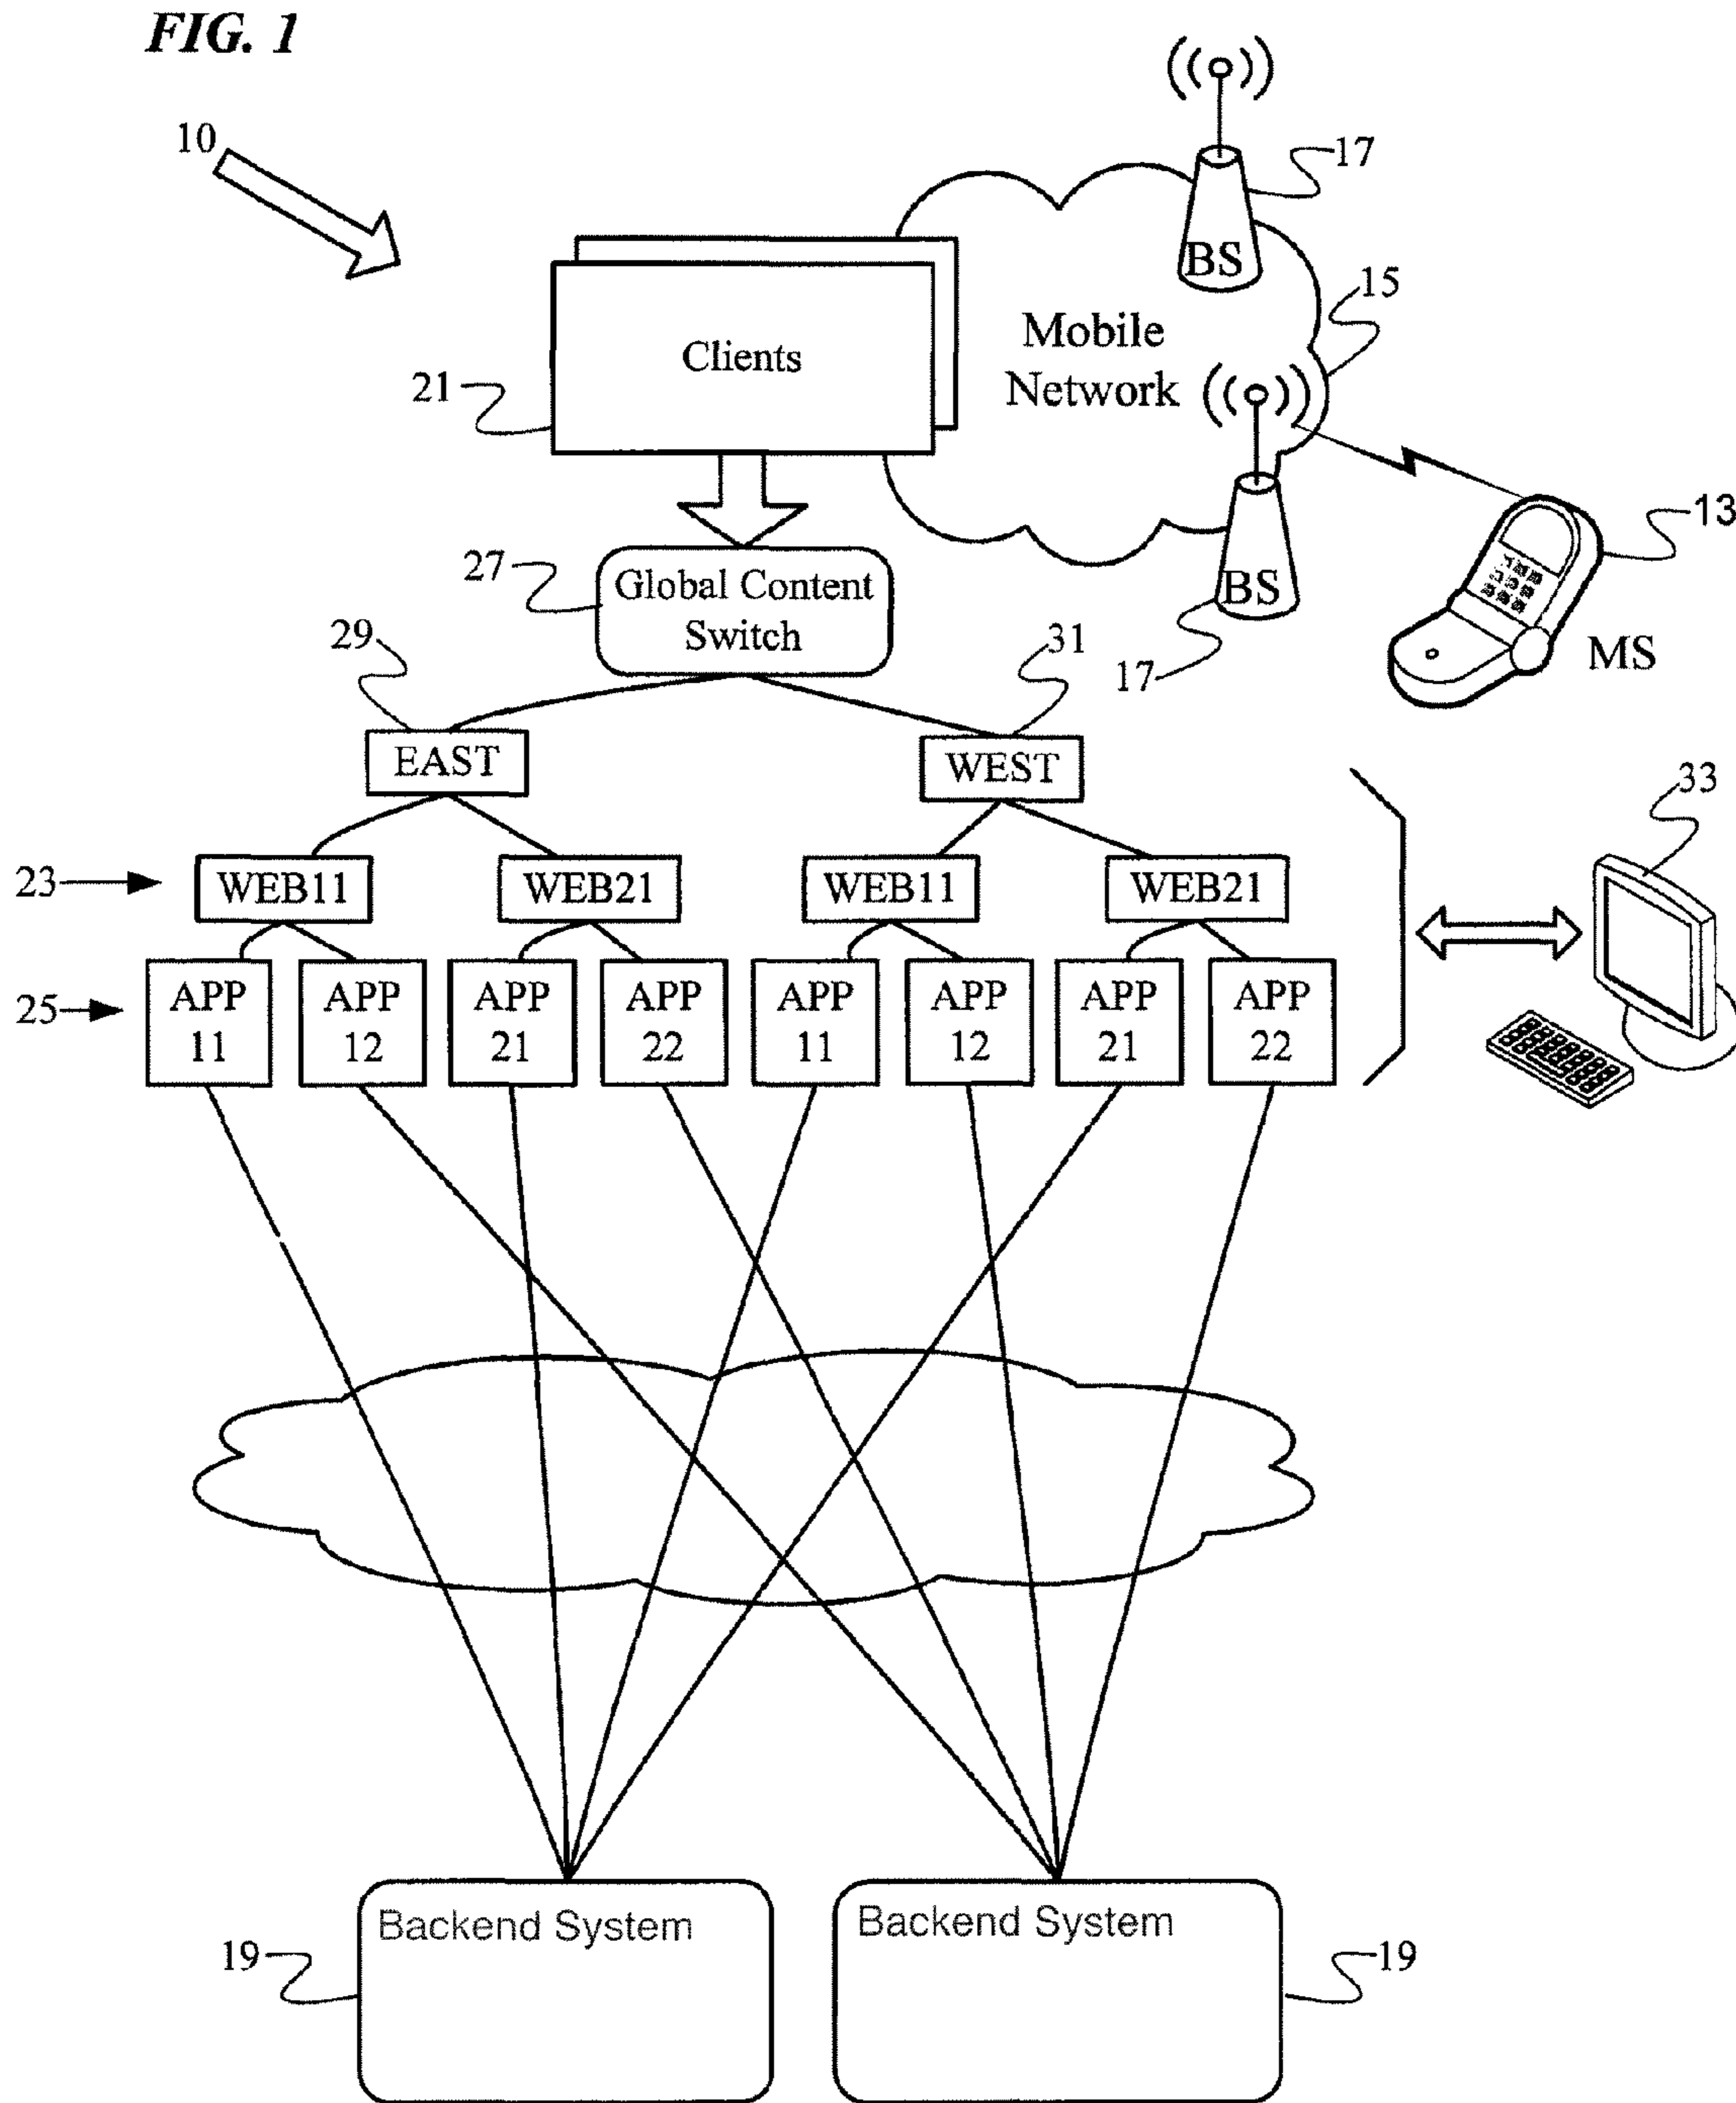 FIG. 1
10
17
BS
15
Mobile
Network
Clients
21
13
27
Global Content
Switch
BS
17
MS
29
31
EAST
WEST
33
23
WEB11
WEB21
WEB11
WEB21
25
APP
11
APP
12
APP
21
APP
22
APP
11
APP
12
APP
21
APP
22
Backend System
Backend System
19
19